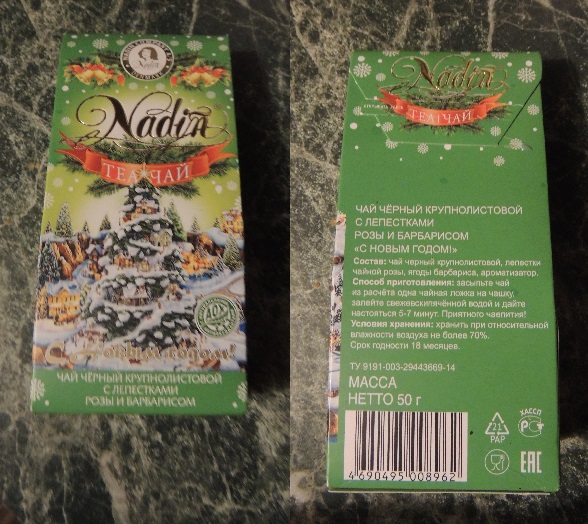 Nadin
TEA ЧАЙ
С Новым годом!
ЧАЙ ЧЁРНЫЙ КРУПНОЛИСТОВОЙ
С ЛЕПЕСТКАМИ
РОЗЫ И БАРБАРИСОМ
Nadin
TEA ЧАЙ
ЧАЙ ЧЁРНЫЙ КРУПНОЛИСТОВОЙ
С ЛЕПЕСТКАМИ
РОЗЫ И БАРБАРИСОМ
«С НОВЫМ ГОДОМ!»
Состав: чай черный крупнолистовой, лепестки
чайной розы, ягоды барбариса, ароматизатор.
Способ приготовления: засыпьте чай
из расчёта одна чайная ложка на чашку,
залейте свежевскипячённой водой и дайте
настояться 5-7 минут. Приятного чаепития!
Условия хранения: хранить при относительной
влажности воздуха не более 70%.
Срок годности 18 месяцев.
ТУ 9191-003-29443669-14
МАССА
НЕТТО 50 г
4 690495 008962
21
PAP
ХАССП
РСТ
ЕАС